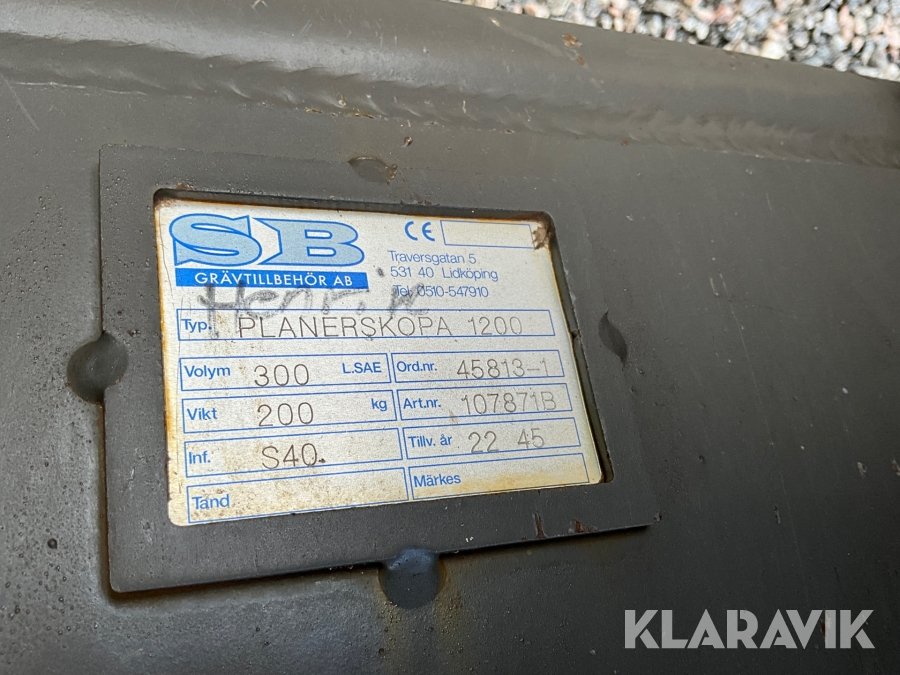 SB
GRÄVTILLBEHÖR AB
CE
Traversgatan 5
531 40 Lidköping
Tel. 0510-547910
Henrik
Typ. PLANERSKOPA 1200
Volym 300 L.SAE Ord.nr. 45813-1
Vikt 200 kg Art.nr. 107871B
Inf. S40. Tillv. år 22 45
Tand Märkes
KLARAVIK